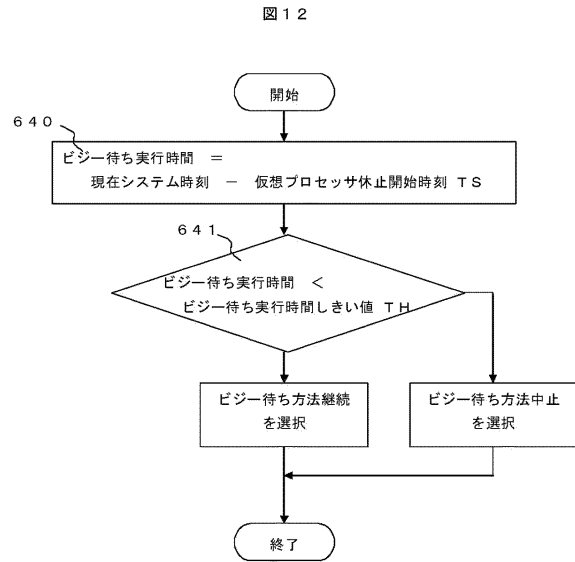 図12
開始
640
ビジー待ち実行時間 =
現在システム時刻 - 仮想プロセッサ休止開始時刻 TS
641
ビジー待ち実行時間 <
ビジー待ち実行時間しきい値 TH
ビジー待ち方法継続
を選択
ビジー待ち方法中止
を選択
終了